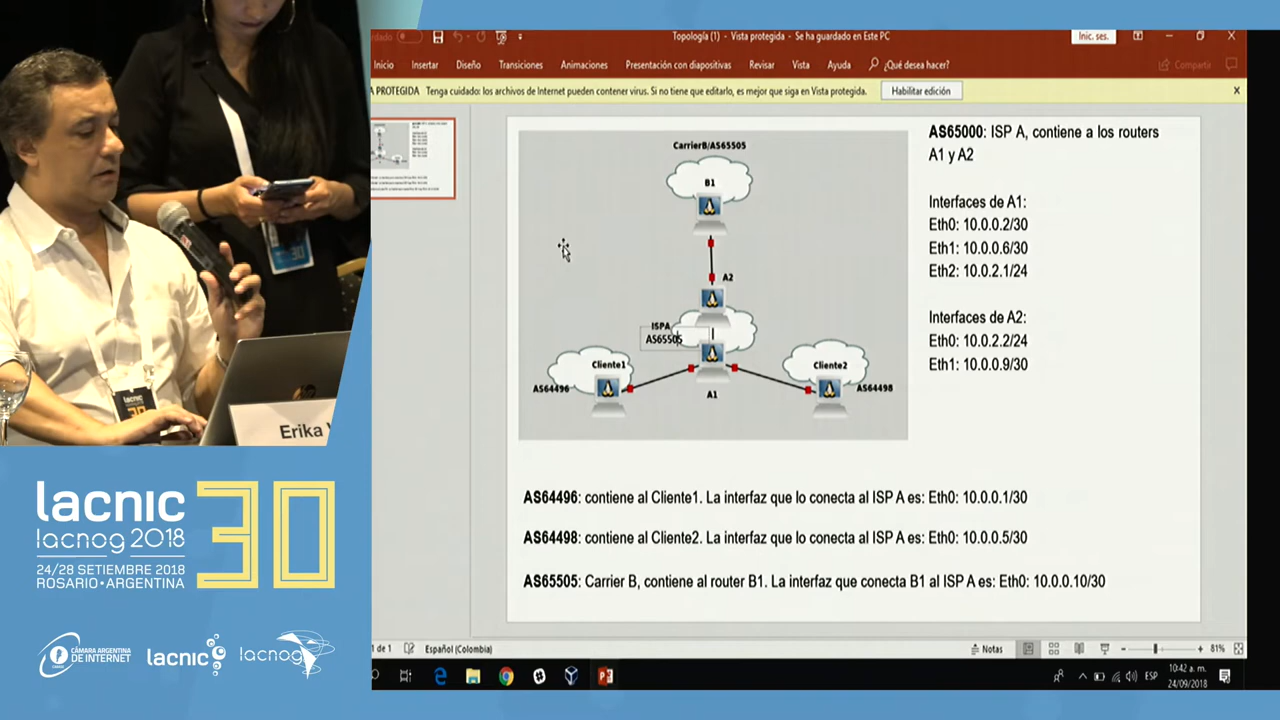 Topología (1) - Vista protegida - Se ha guardado en Este PC
Inic. ses.
Inicio Insertar Diseño Transiciones Animaciones Presentación con diapositivas Revisar Vista Ayuda ¿Qué desea hacer? Compartir
A PROTEGIDA Tenga cuidado: los archivos de Internet pueden contener virus. Si no tiene que editarlo, es mejor que siga en Vista protegida. Habilitar edición
CarrierB/AS65505
B1
A2
ISPA
AS65505
Cliente1
Cliente2
AS64496
AS64498
A1
AS65000: ISP A, contiene a los routers
A1 y A2
Interfaces de A1:
Eth0: 10.0.0.2/30
Eth1: 10.0.0.6/30
Eth2: 10.0.2.1/24
Interfaces de A2:
Eth0: 10.0.2.2/24
Eth1: 10.0.0.9/30
AS64496: contiene al Cliente1. La interfaz que lo conecta al ISP A es: Eth0: 10.0.0.1/30
AS64498: contiene al Cliente2. La interfaz que lo conecta al ISP A es: Eth0: 10.0.0.5/30
AS65505: Carrier B, contiene al router B1. La interfaz que conecta B1 al ISP A es: Eth0: 10.0.0.10/30
1 de 1 Español (Colombia) Notas 81%
ESP
10:42 a. m.
24/09/2018
30
lacnic
30
Erika
lacnic 30
lacnog 2018
24/28 SETIEMBRE 2018
ROSARIO•ARGENTINA
CÁMARA ARGENTINA
DE INTERNET
lacnic
lacnog